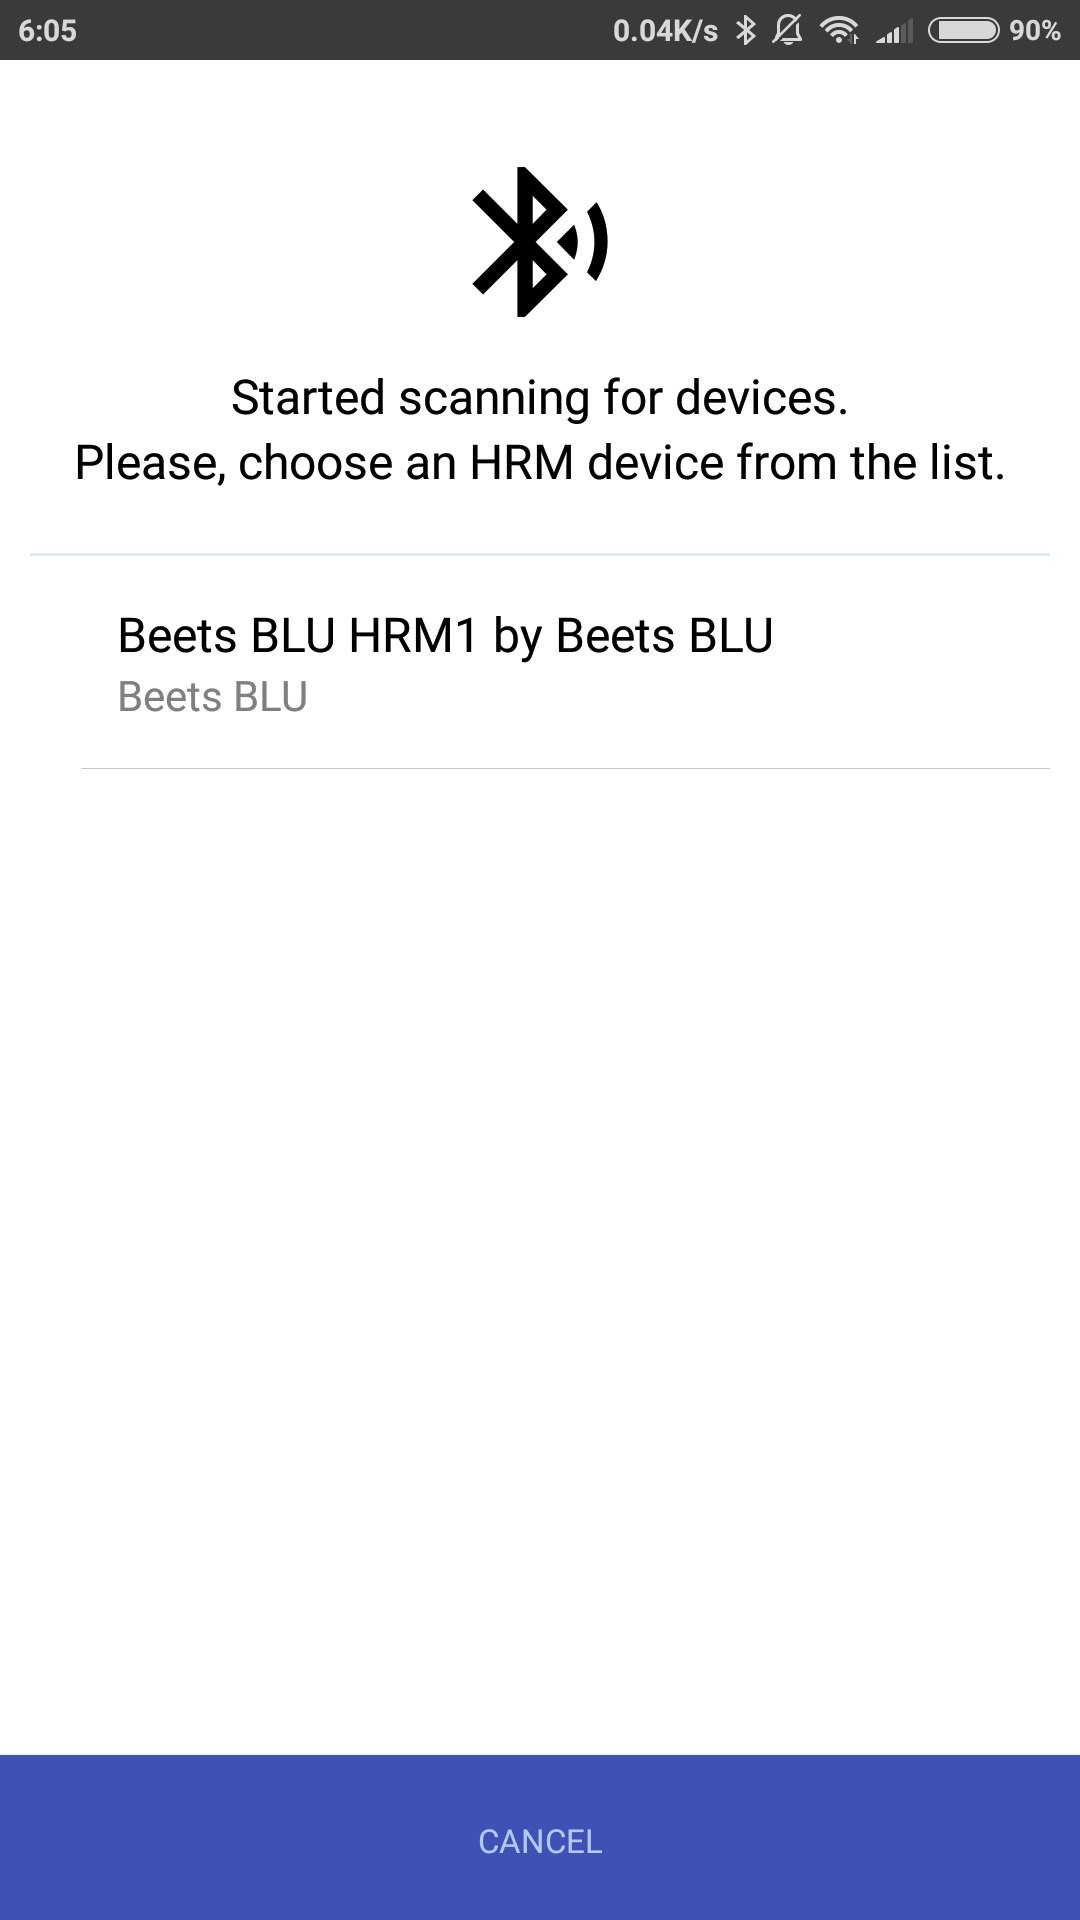 6:05 0.04K/s 90%
Started scanning for devices.
Please, choose an HRM device from the list.
Beets BLU HRM1 by Beets BLU
Beets BLU
CANCEL